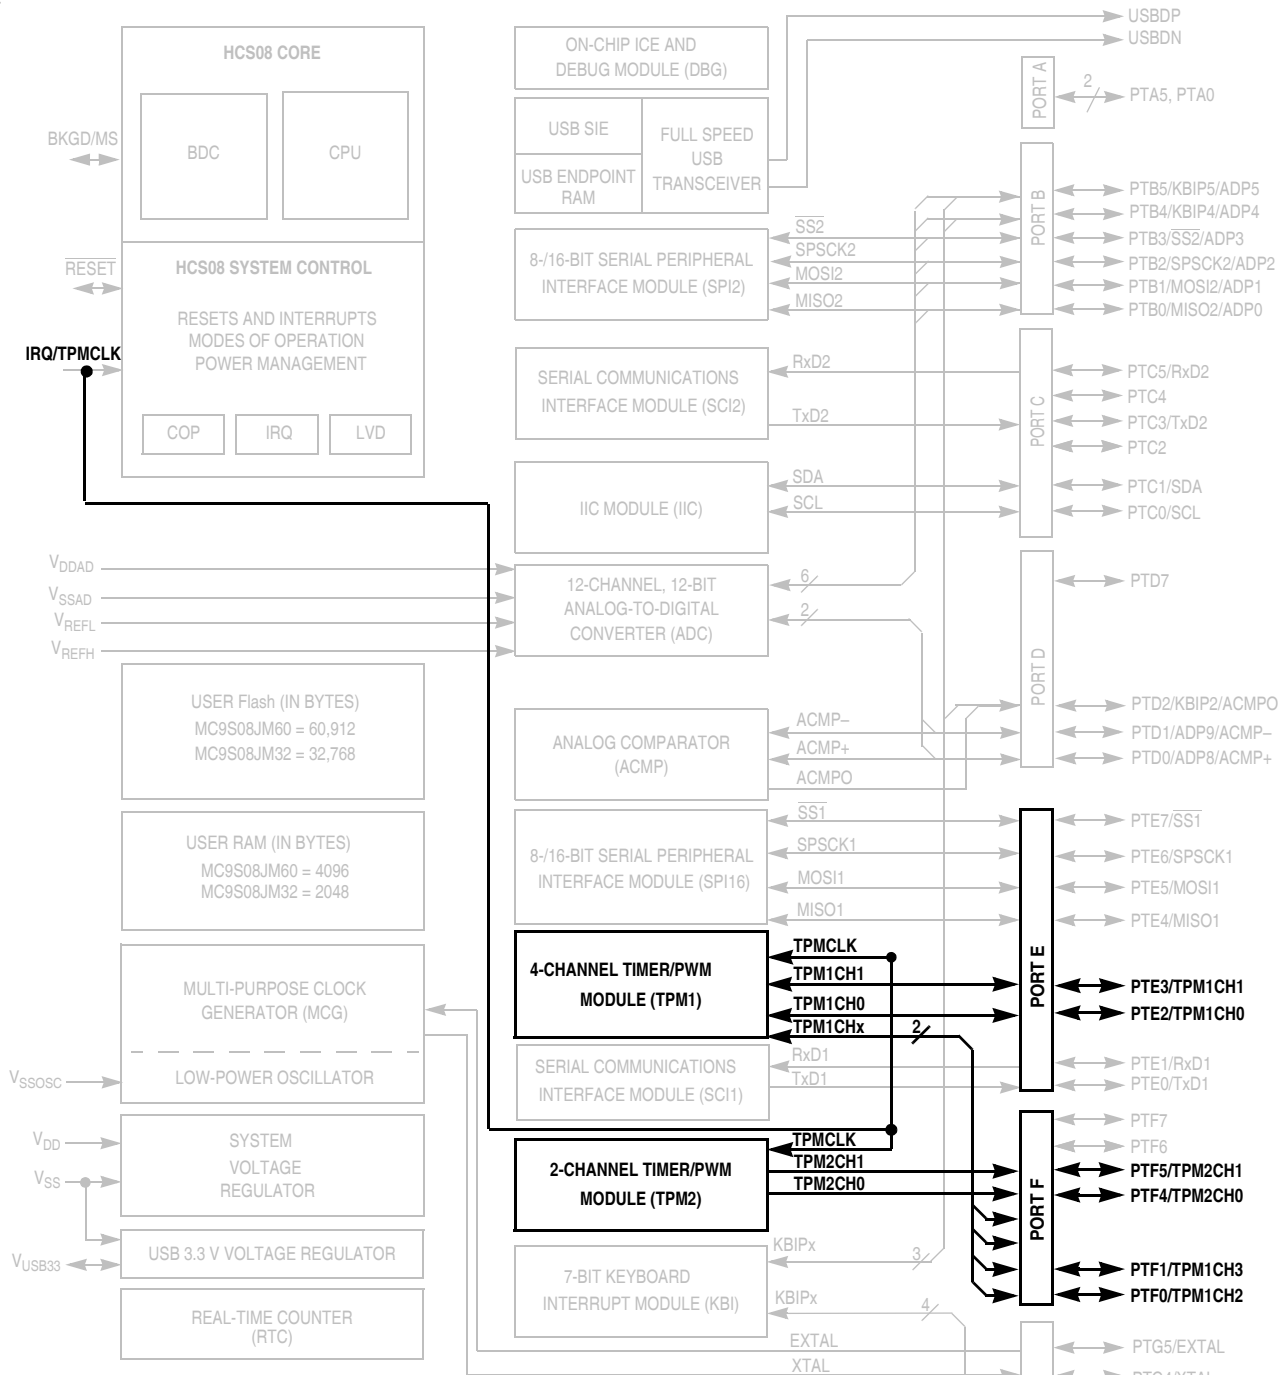 USBDP
USBDN
HCS08 CORE
BDC
CPU
BKGD/MS
HCS08 SYSTEM CONTROL
RESET
RESETS AND INTERRUPTS
MODES OF OPERATION
POWER MANAGEMENT
IRQ/TPMCLK
COP
IRQ
LVD
VDDAD
VSSAD
VREFL
VREFH
USER Flash (IN BYTES)
MC9S08JM60 = 60,912
MC9S08JM32 = 32,768
USER RAM (IN BYTES)
MC9S08JM60 = 4096
MC9S08JM32 = 2048
MULTI-PURPOSE CLOCK
GENERATOR (MCG)
LOW-POWER OSCILLATOR
VSSOSC
VDD
VSS
SYSTEM
VOLTAGE
REGULATOR
VUSB33
USB 3.3 V VOLTAGE REGULATOR
REAL-TIME COUNTER
(RTC)
ON-CHIP ICE AND
DEBUG MODULE (DBG)
USB SIE
USB ENDPOINT
RAM
FULL SPEED
USB
TRANSCEIVER
8-/16-BIT SERIAL PERIPHERAL
INTERFACE MODULE (SPI2)
SS2
SPSCK2
MOSI2
MISO2
SERIAL COMMUNICATIONS
INTERFACE MODULE (SCI2)
RxD2
TxD2
IIC MODULE (IIC)
SDA
SCL
12-CHANNEL, 12-BIT
ANALOG-TO-DIGITAL
CONVERTER (ADC)
6
2
ANALOG COMPARATOR
(ACMP)
ACMP–
ACMP+
ACMPO
8-/16-BIT SERIAL PERIPHERAL
INTERFACE MODULE (SPI16)
SS1
SPSCK1
MOSI1
MISO1
4-CHANNEL TIMER/PWM
MODULE (TPM1)
TPMCLK
TPM1CH1
TPM1CH0
TPM1CHx
2
SERIAL COMMUNICATIONS
INTERFACE MODULE (SCI1)
RxD1
TxD1
2-CHANNEL TIMER/PWM
MODULE (TPM2)
TPMCLK
TPM2CH1
TPM2CH0
7-BIT KEYBOARD
INTERRUPT MODULE (KBI)
KBIPx
3
KBIPx
4
EXTAL
XTAL
PORT A
2
PTA5, PTA0
PORT B
PTB5/KBIP5/ADP5
PTB4/KBIP4/ADP4
PTB3/SS2/ADP3
PTB2/SPSCK2/ADP2
PTB1/MOSI2/ADP1
PTB0/MISO2/ADP0
PORT C
PTC5/RxD2
PTC4
PTC3/TxD2
PTC2
PTC1/SDA
PTC0/SCL
PORT D
PTD7
PTD2/KBIP2/ACMPO
PTD1/ADP9/ACMP–
PTD0/ADP8/ACMP+
PORT E
PTE7/SS1
PTE6/SPSCK1
PTE5/MOSI1
PTE4/MISO1
PTE3/TPM1CH1
PTE2/TPM1CH0
PTE1/RxD1
PTE0/TxD1
PORT F
PTF7
PTF6
PTF5/TPM2CH1
PTF4/TPM2CH0
PTF1/TPM1CH3
PTF0/TPM1CH2
PTG5/EXTAL